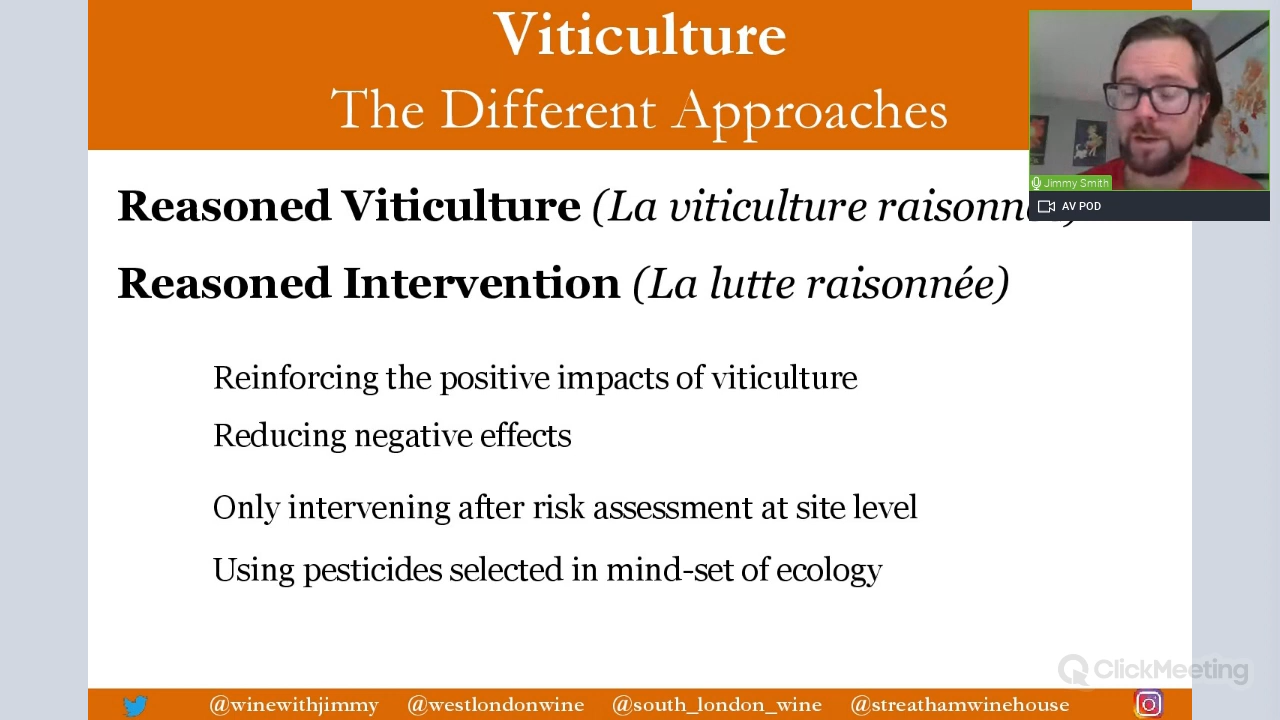 Viticulture
The Different Approaches
Jimmy Smith
AV POD
Reasoned Viticulture (La viticulture raisonn
Reasoned Intervention (La lutte raisonnée)
Reinforcing the positive impacts of viticulture
Reducing negative effects
Only intervening after risk assessment at site level
Using pesticides selected in mind-set of ecology
ClickMeeting
@winewithjimmy @westlondonwine @south_london_wine @streathamwinehouse